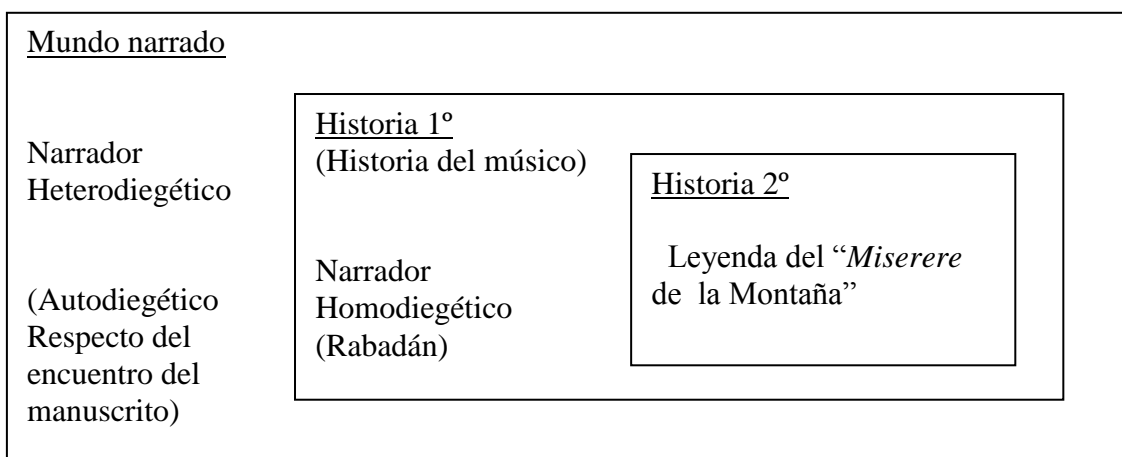 Mundo narrado
Narrador
Heterodiegético
(Autodiegético
Respecto del
encuentro del
manuscrito)
Historia 1º
(Historia del músico)
Narrador
Homodiegético
(Rabadán)
Historia 2º
Leyenda del “Miserere
de la Montaña”